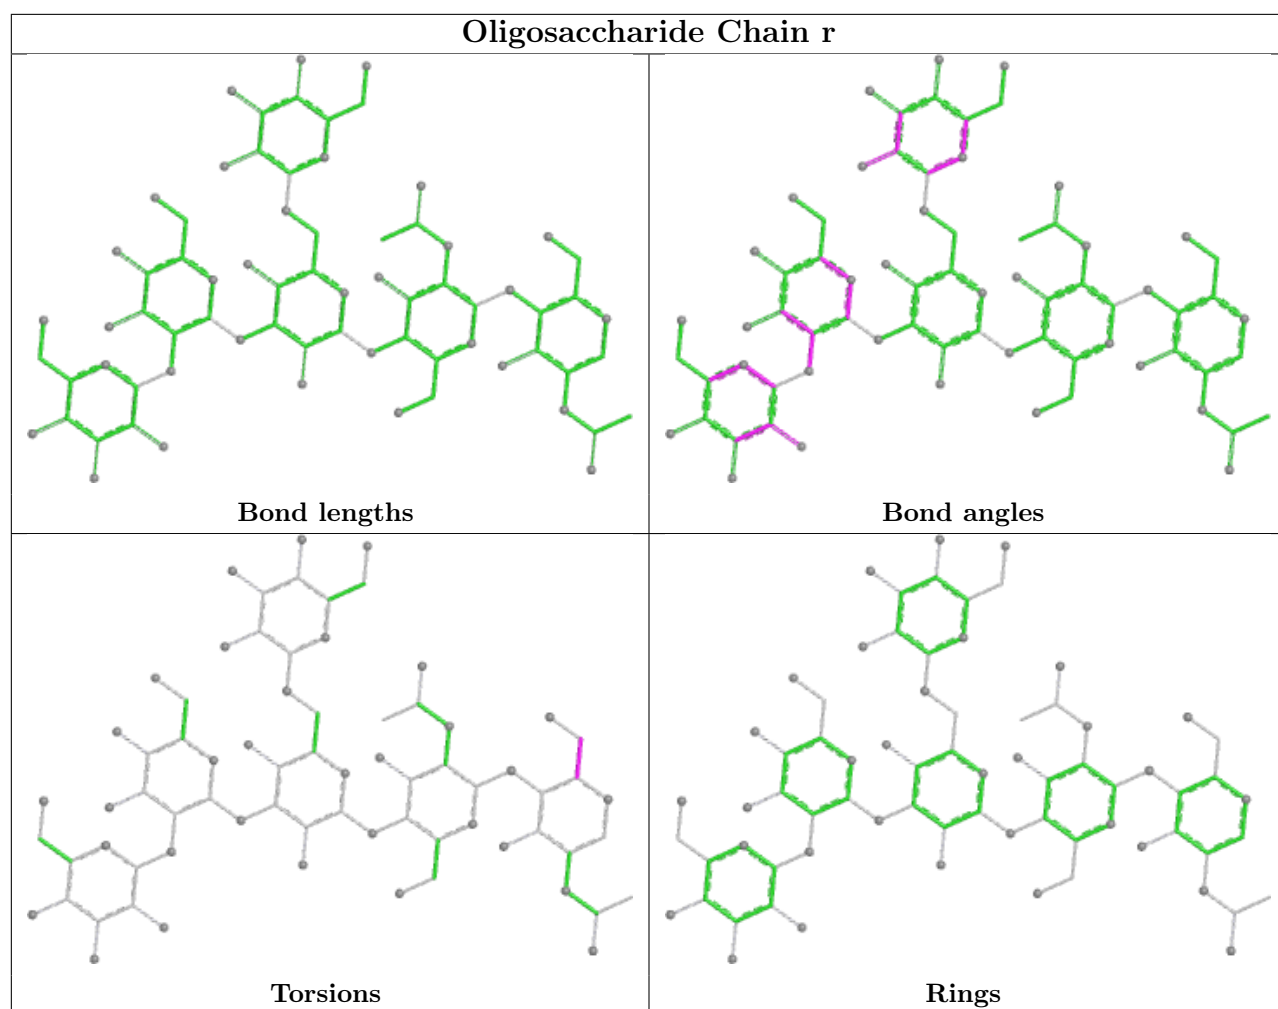 Oligosaccharide Chain r
Bond lengths
Bond angles
Torsions
Rings